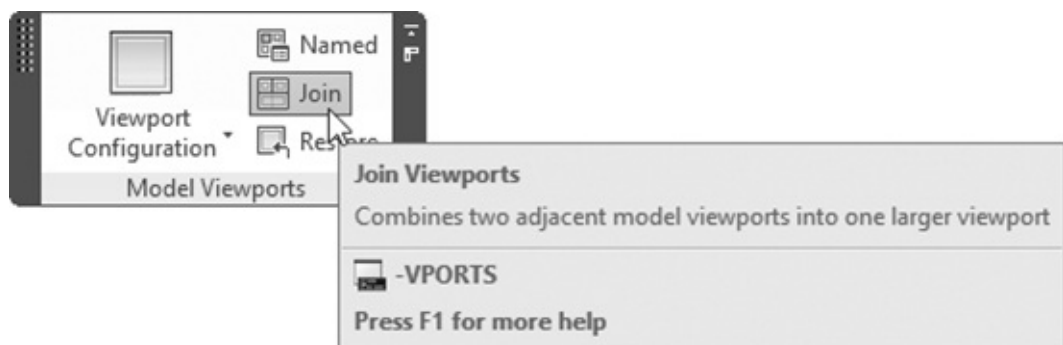 Named
Join
Viewport
Configuration
Model Viewports
Join Viewports
Combines two adjacent model viewports into one larger viewport
-VPORTS
Press F1 for more help